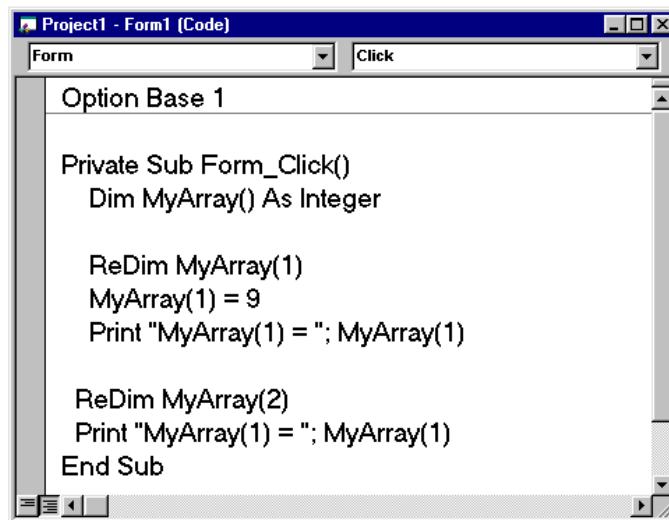 Project1 - Form1 (Code)
Form Click
Option Base 1
Private Sub Form_Click()
Dim MyArray() As Integer
ReDim MyArray(1)
MyArray(1) = 9
Print "MyArray(1) = "; MyArray(1)
ReDim MyArray(2)
Print "MyArray(1) = "; MyArray(1)
End Sub